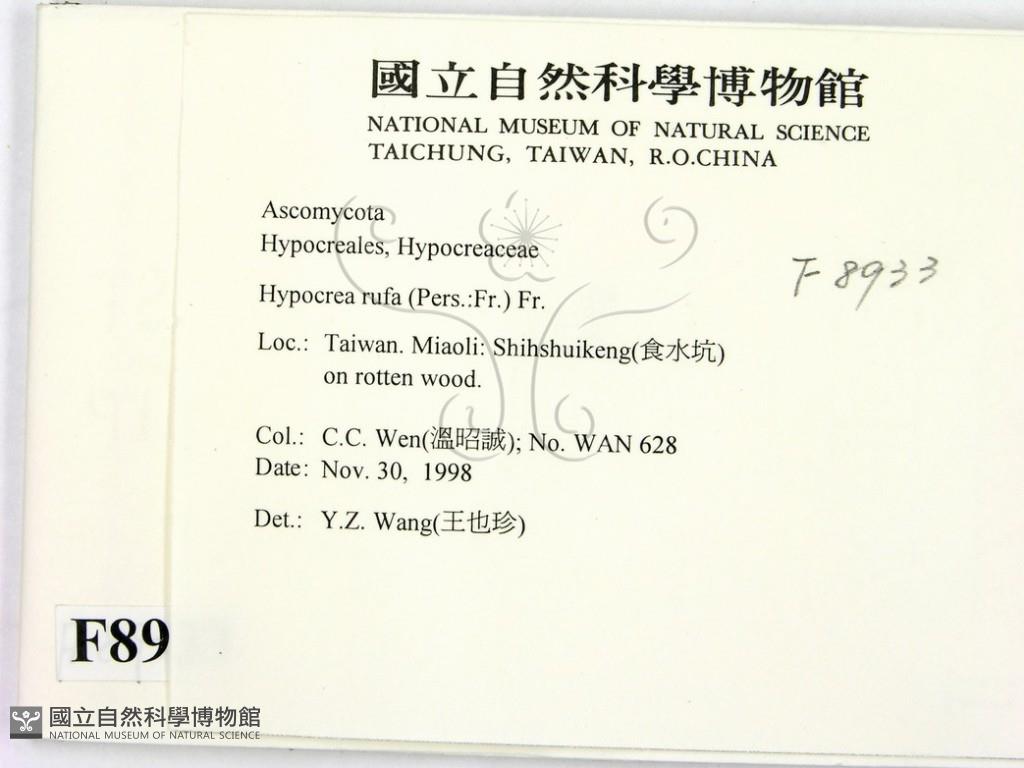 國立自然科學博物館
NATIONAL MUSEUM OF NATURAL SCIENCE
TAICHUNG, TAIWAN, R.O.CHINA
Ascomycota
Hypocreales, Hypocreaceae
F 8933
Hypocrea rufa (Pers.:Fr.) Fr.
Loc.: Taiwan. Miaoli: Shihshuikeng(食水坑)
on rotten wood.
Col.: C.C. Wen(溫昭誠); No. WAN 628
Date: Nov. 30, 1998
Det.: Y.Z. Wang(王也珍)
F89
國立自然科學博物館
NATIONAL MUSEUM OF NATURAL SCIENCE